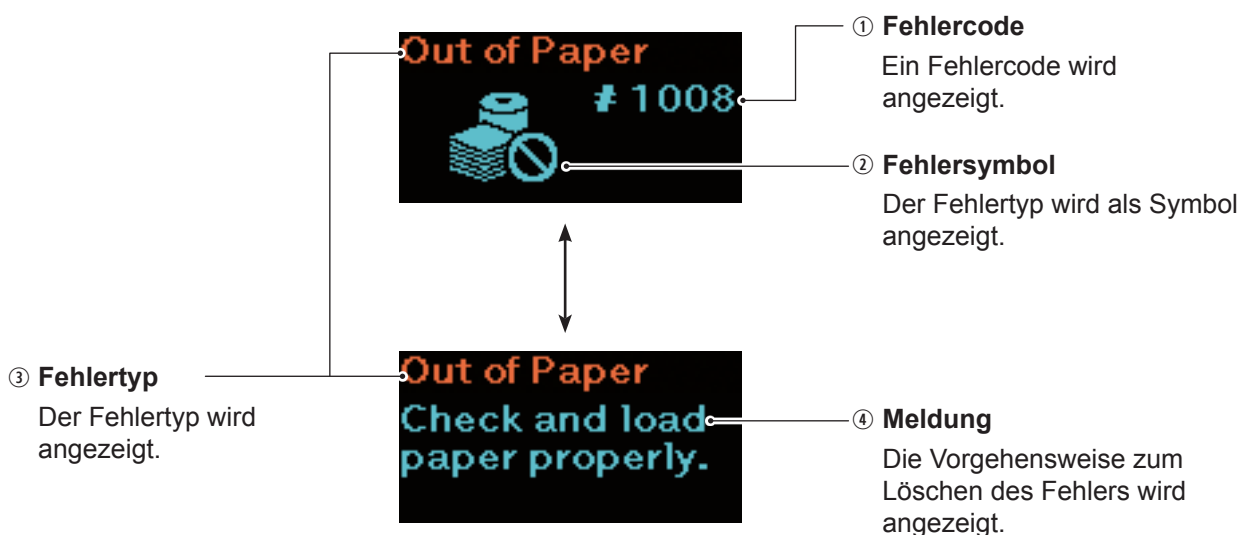 ① Fehlercode
Ein Fehlercode wird
angezeigt.
Out of Paper
# 1008
② Fehlersymbol
Der Fehlertyp wird als Symbol
angezeigt.
③ Fehlertyp
Der Fehlertyp wird
angezeigt.
Out of Paper
Check and load
paper properly.
④ Meldung
Die Vorgehensweise zum
Löschen des Fehlers wird
angezeigt.